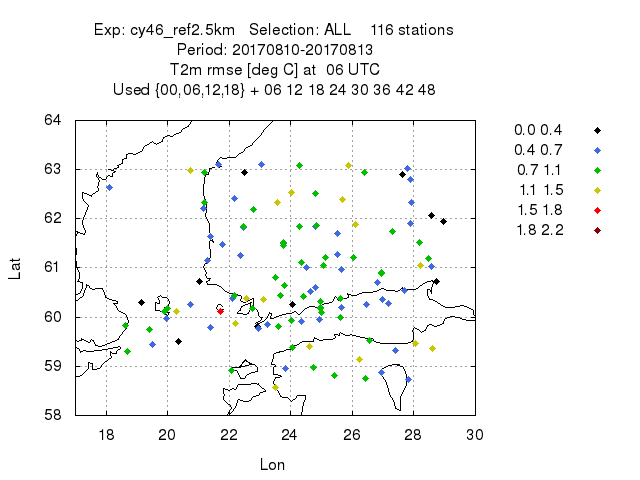 Exp: cy46_ref2.5km   Selection: ALL    116 stations
Period: 20170810-20170813
T2m rmse [deg C] at  06 UTC
Used {00,06,12,18} + 06 12 18 24 30 36 42 48
64
63
62
61
60
59
58
Lat
18 20 22 24 26 28 30
Lon
0.0 0.4
0.4 0.7
0.7 1.1
1.1 1.5
1.5 1.8
1.8 2.2